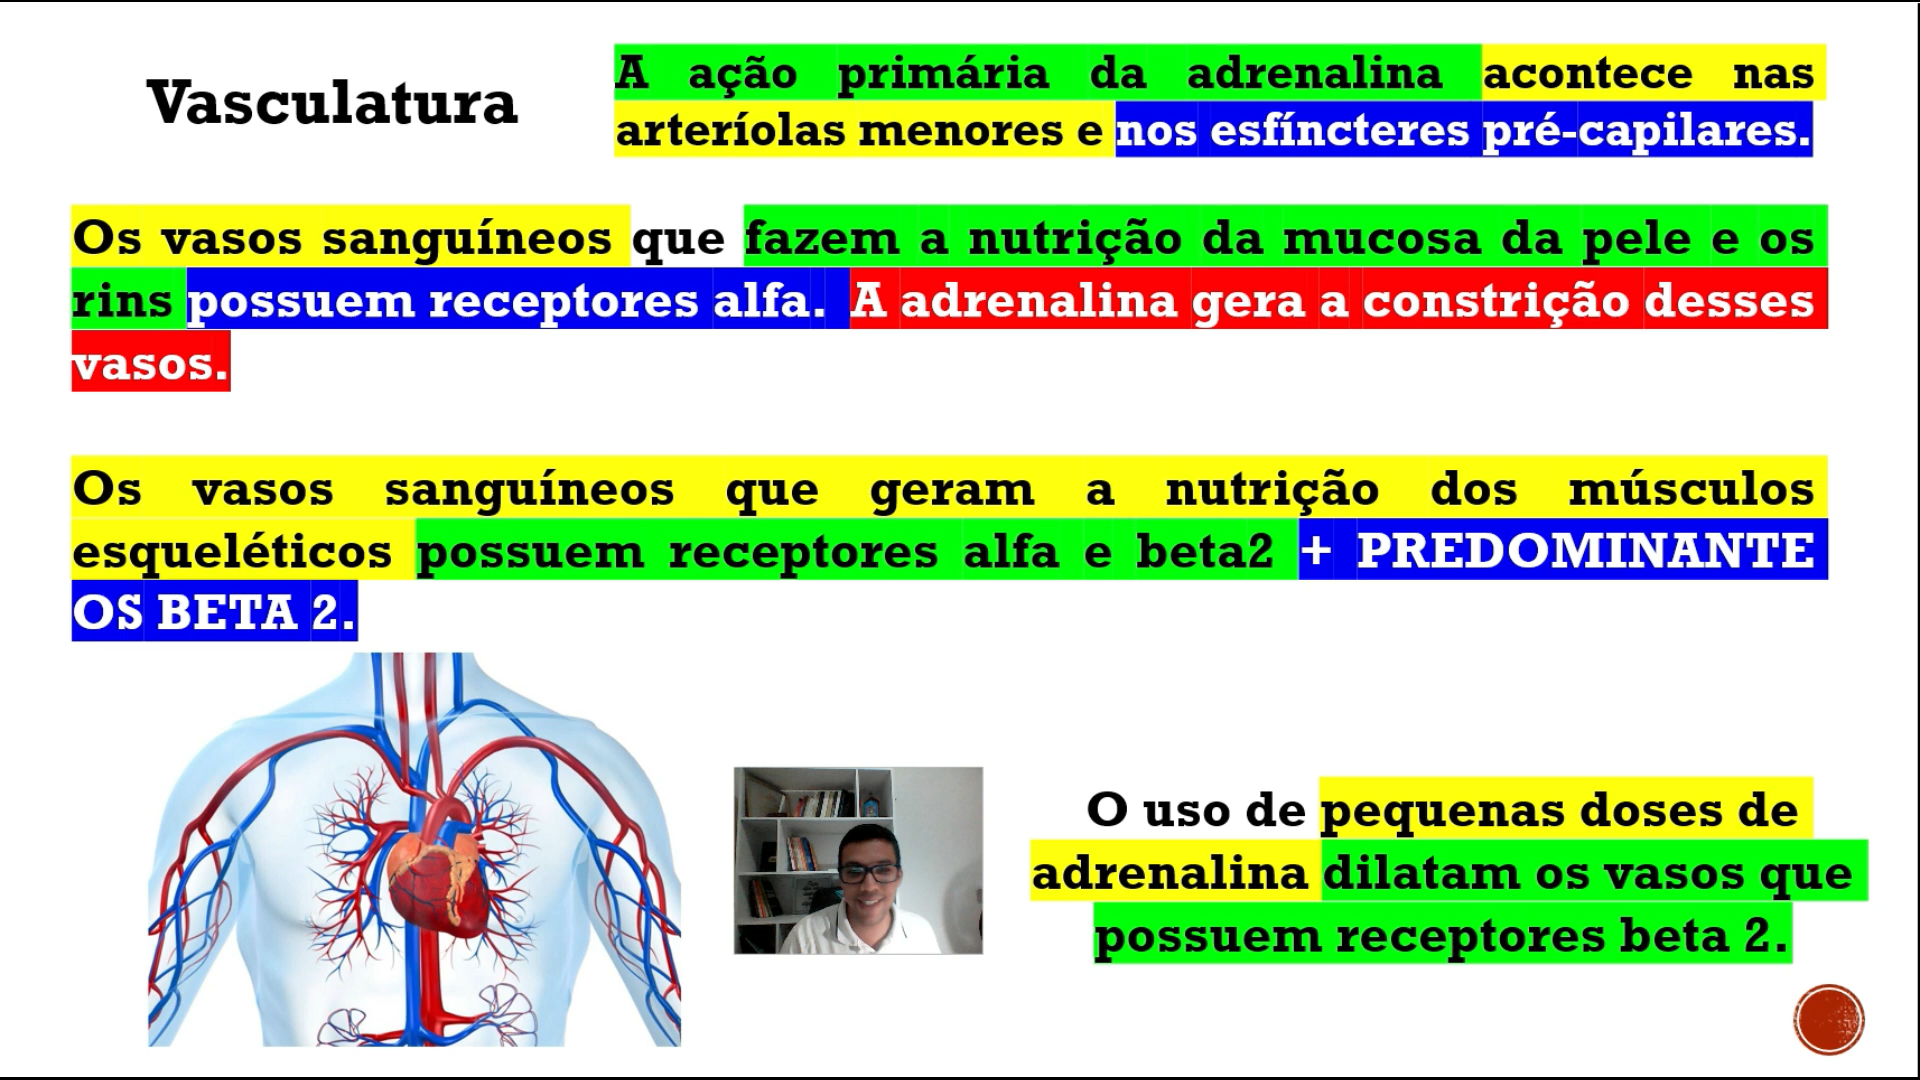 Vasculatura
A ação primária da adrenalina acontece nas
arteríolas menores e nos esfíncteres pré-capilares.
Os vasos sanguíneos que fazem a nutrição da mucosa da pele e os
rins possuem receptores alfa. A adrenalina gera a constrição desses
vasos.
Os vasos sanguíneos que geram a nutrição dos músculos
esqueléticos possuem receptores alfa e beta2 + PREDOMINANTE
OS BETA 2.
O uso de pequenas doses de
adrenalina dilatam os vasos que
possuem receptores beta 2.